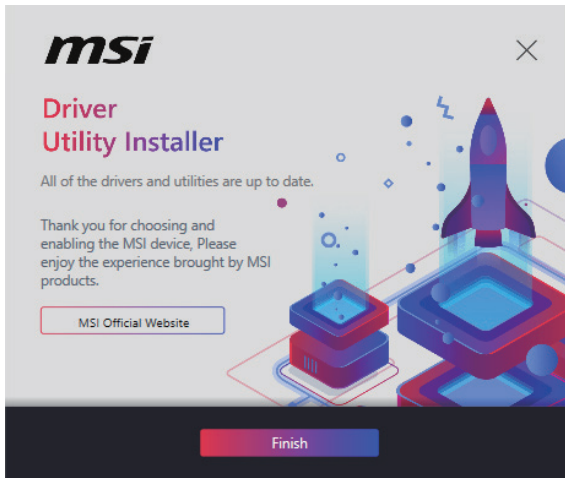 msi
Driver
Utility Installer
All of the drivers and utilities are up to date.
Thank you for choosing and
enabling the MSI device, Please
enjoy the experience brought by MSI
products.
MSI Official Website
Finish